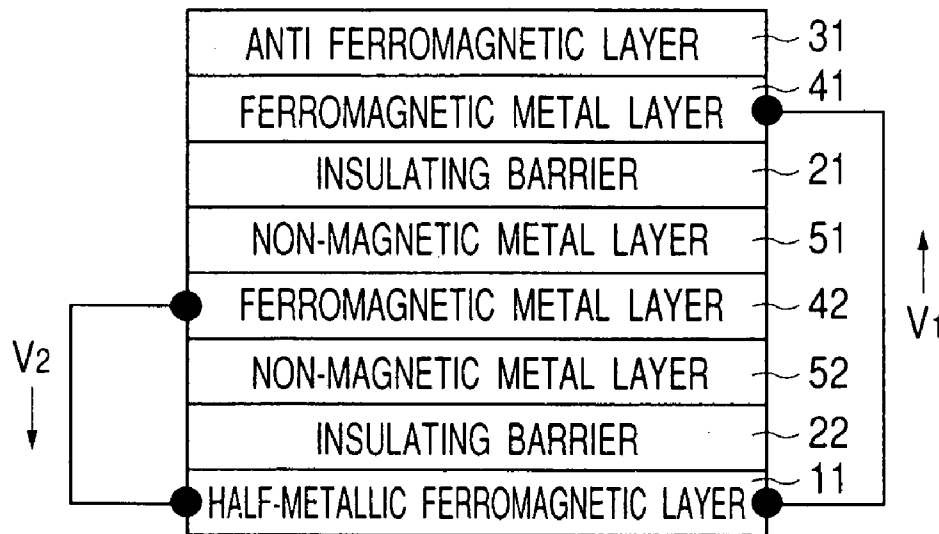 ANTI FERROMAGNETIC LAYER 31
41
FERROMAGNETIC METAL LAYER
INSULATING BARRIER 21
NON-MAGNETIC METAL LAYER 51
FERROMAGNETIC METAL LAYER 42
V1
V2
NON-MAGNETIC METAL LAYER 52
INSULATING BARRIER 22
11
HALF-METALLIC FERROMAGNETIC LAYER